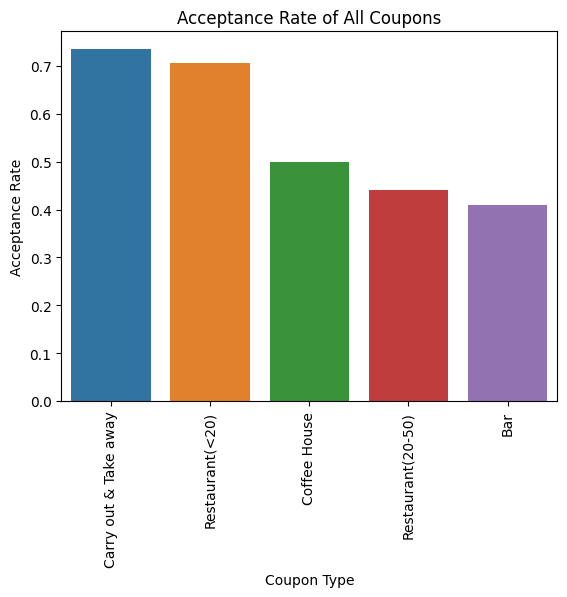 Acceptance Rate of All Coupons
Acceptance Rate
0.7
0.6
0.5
0.4
0.3
0.2
0.1
0.0
Carry out & Take away
Restaurant(<20)
Coffee House
Restaurant(20-50)
Bar
Coupon Type